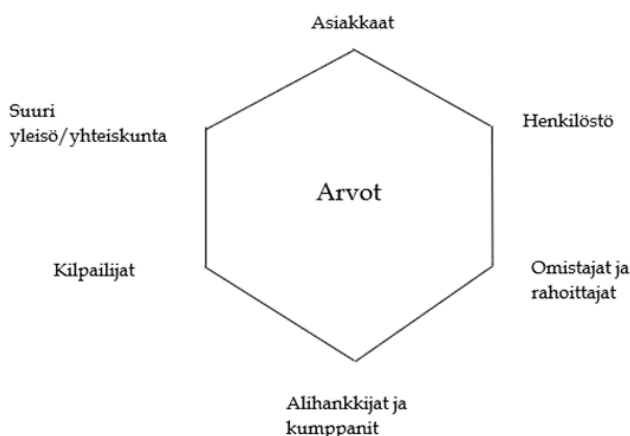 Asiakkaat
Suuri
yleisö/yhteiskunta
Henkilöstö
Arvot
Kilpailijat
Omistajat ja
rahoittajat
Alihankkijat ja
kumppanit